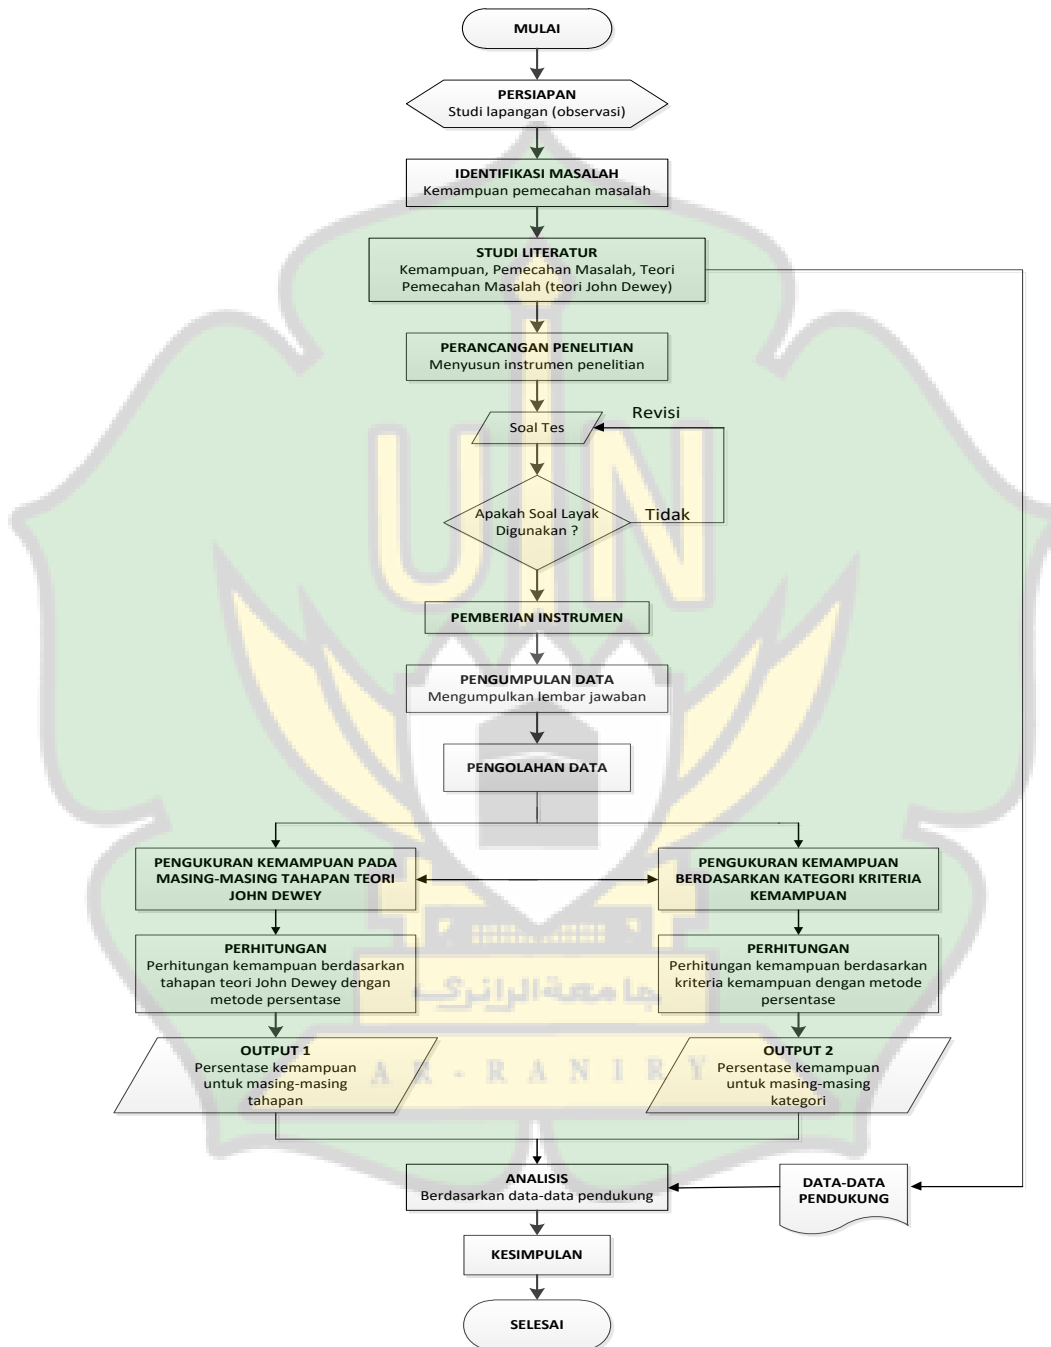 MULAI
PERSIAPAN
Studi lapangan (observasi)
IDENTIFIKASI MASALAH
Kemampuan pemecahan masalah
STUDI LITERATUR
Kemampuan, Pemecahan Masalah, Teori
Pemecahan Masalah (teori John Dewey)
PERANCANGAN PENELITIAN
Menyusun instrumen penelitian
Revisi
Soal Tes
Apakah Soal Layak
Digunakan ?
Tidak
UIN
PEMBERIAN INSTRUMEN
PENGUMPULAN DATA
Mengumpulkan lembar jawaban
PENGOLAHAN DATA
PENGUKURAN KEMAMPUAN PADA
MASING-MASING TAHAPAN TEORI
JOHN DEWEY
PENGUKURAN KEMAMPUAN
BERDASARKAN KATEGORI KRITERIA
KEMAMPUAN
PERHITUNGAN
Perhitungan kemampuan berdasarkan
tahapan teori John Dewey dengan
metode persentase
PERHITUNGAN
Perhitungan kemampuan berdasarkan
kriteria kemampuan dengan metode
persentase
جامعة الرانري
OUTPUT 1
Persentase kemampuan
untuk masing-masing
tahapan
AR - RANIRY
OUTPUT 2
Persentase kemampuan
untuk masing-masing
kategori
ANALISIS
Berdasarkan data-data pendukung
DATA-DATA
PENDUKUNG
KESIMPULAN
SELESAI